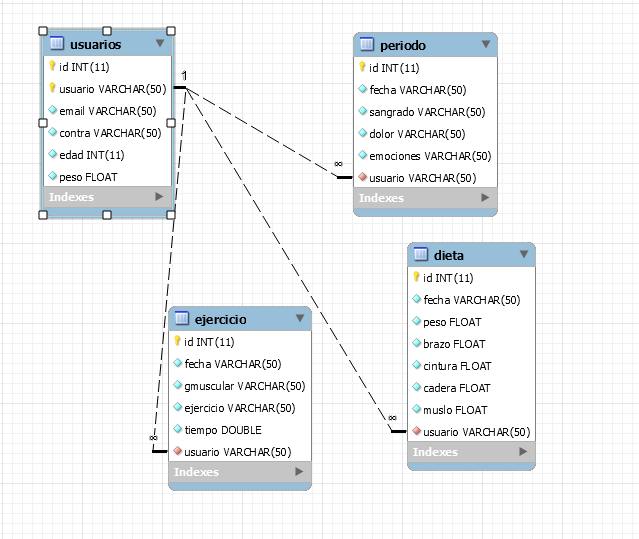 usuarios
id INT(11)
usuario VARCHAR(50)
email VARCHAR(50)
contra VARCHAR(50)
edad INT(11)
peso FLOAT
Indexes
1
periodo
id INT(11)
fecha VARCHAR(50)
sangrado VARCHAR(50)
dolor VARCHAR(50)
emociones VARCHAR(50)
usuario VARCHAR(50)
Indexes
∞
dieta
id INT(11)
fecha VARCHAR(50)
peso FLOAT
brazo FLOAT
cintura FLOAT
cadera FLOAT
muslo FLOAT
usuario VARCHAR(50)
Indexes
∞
ejercicio
id INT(11)
fecha VARCHAR(50)
gmuscular VARCHAR(50)
ejercicio VARCHAR(50)
tiempo DOUBLE
usuario VARCHAR(50)
Indexes
∞